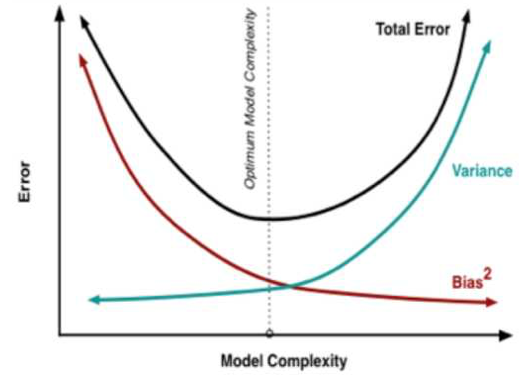 Total Error
Optimum Model Complexity
Variance
Error
Bias²
Model Complexity